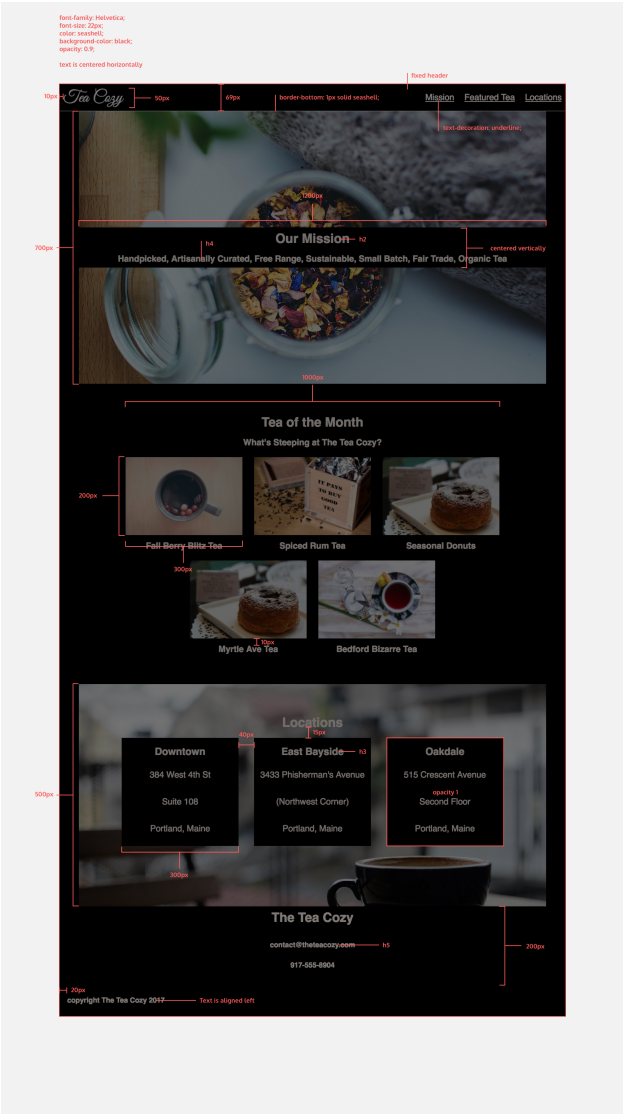 font-family: Helvetica;
font-size: 22px;
color: seashell;
background-color: black;
opacity: 0.9;
text is centered horizontally
fixed header
10px
Tea Cozy
50px
69px
border-bottom: 1px solid seashell;
Mission
Featured Tea
Locations
text-decoration: underline;
1200px
Our Mission
h2
h4
centered vertically
700px
Handpicked, Artisanally Curated, Free Range, Sustainable, Small Batch, Fair Trade, Organic Tea
1000px
Tea of the Month
What's Steeping at The Tea Cozy?
IT PAYS
TO BUY
GOOD
TEA
200px
Fall Berry Blitz Tea
Spiced Rum Tea
Seasonal Donuts
300px
10px
Myrtle Ave Tea
Bedford Bizarre Tea
Locations
15px
40px
Downtown
East Bayside
h3
Oakdale
384 West 4th St
3433 Phisherman's Avenue
515 Crescent Avenue
opacity 1
500px
Suite 108
(Northwest Corner)
Second Floor
Portland, Maine
Portland, Maine
Portland, Maine
300px
The Tea Cozy
contact@theteacozy.com
h5
200px
917-555-8904
20px
copyright The Tea Cozy 2017
Text is aligned left